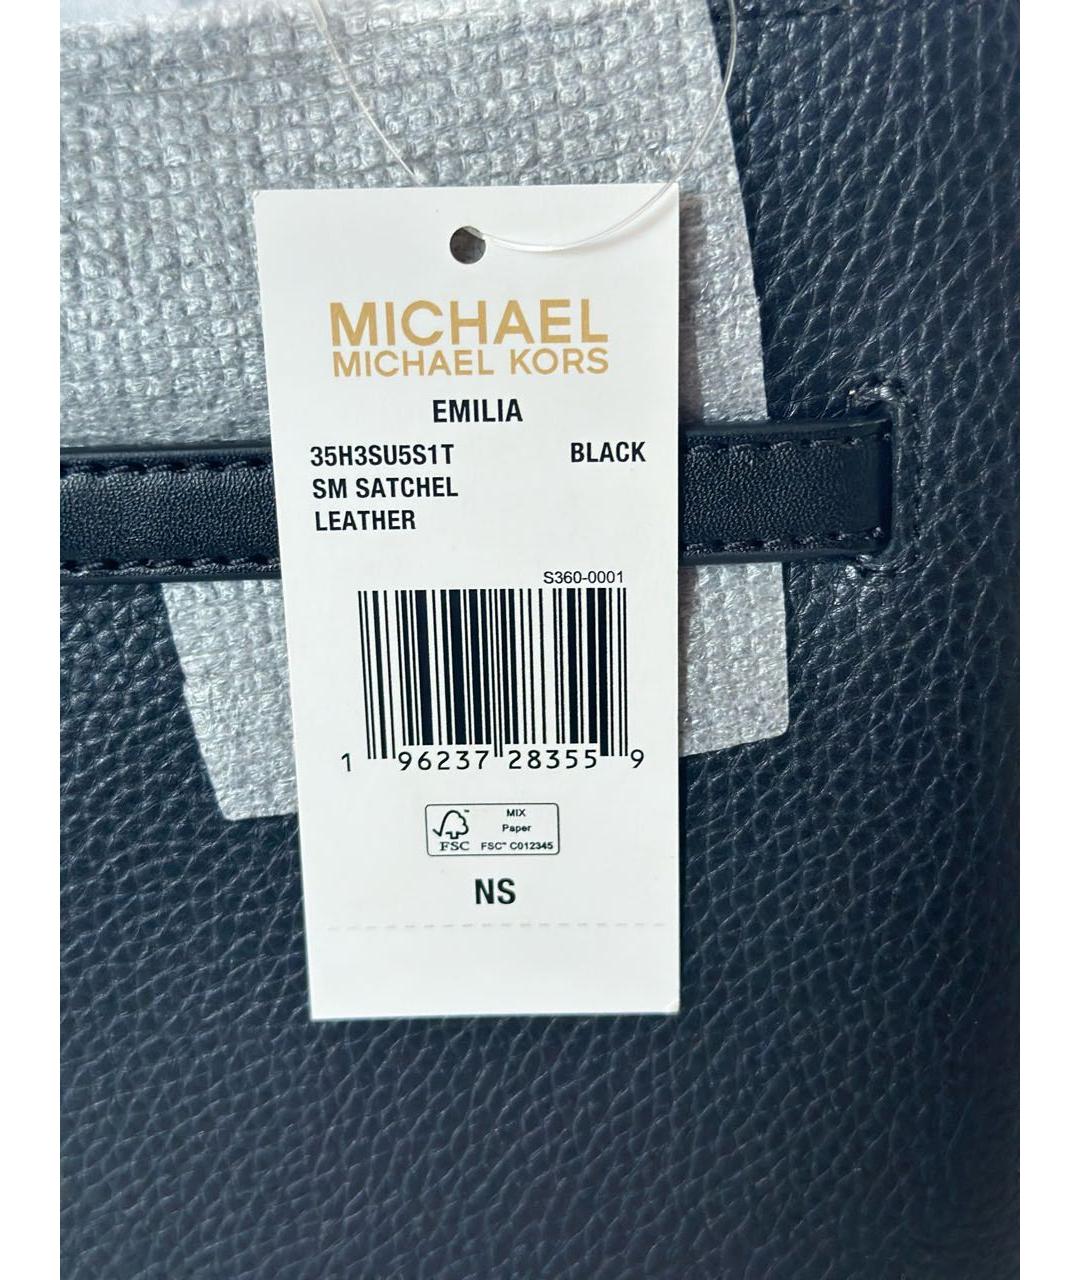 MICHAEL
MICHAEL KORS
EMILIA
35H3SU5S1T BLACK
SM SATCHEL
LEATHER
S360-0001
1 96237 28355 9
FSC
MIX
Paper
FSC™ C012345
NS